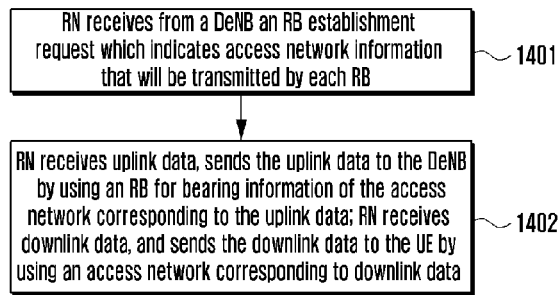 RN receives from a DeNB an RB establishment
request which indicates access network information
that will be transmitted by each RB
1401
RN receives uplink data, sends the uplink data to the DeNB
by using an RB for bearing information of the access
network corresponding to the uplink data; RN receives
downlink data, and sends the downlink data to the UE by
using an access network corresponding to downlink data
1402